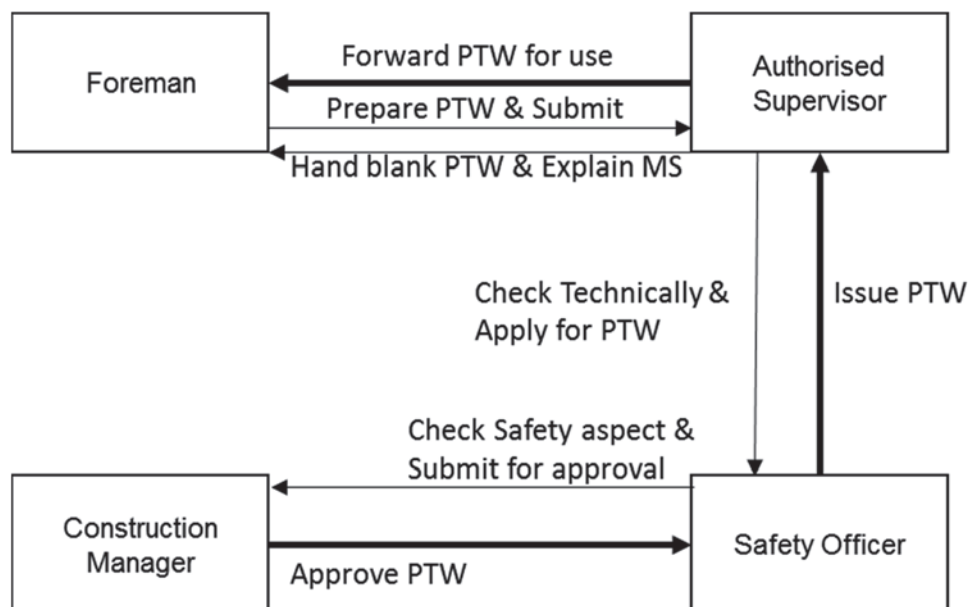 Foreman
Forward PTW for use
Authorised
Supervisor
Prepare PTW & Submit
Hand blank PTW & Explain MS
Check Technically &
Apply for PTW
Issue PTW
Check Safety aspect &
Submit for approval
Construction
Manager
Safety Officer
Approve PTW